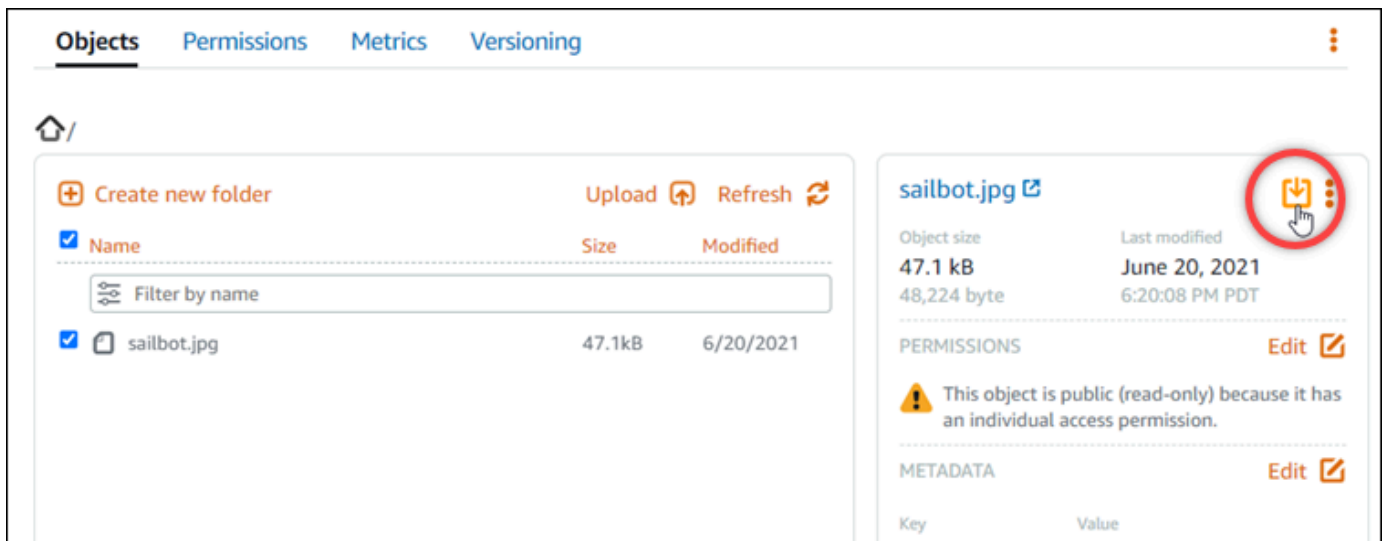 Objects Permissions Metrics Versioning
/
Create new folder Upload Refresh
Name Size Modified
Filter by name
sailbot.jpg 47.1kB 6/20/2021
sailbot.jpg
Object size Last modified
47.1 kB June 20, 2021
48,224 byte 6:20:08 PM PDT
PERMISSIONS Edit
This object is public (read-only) because it has
an individual access permission.
METADATA Edit
Key Value